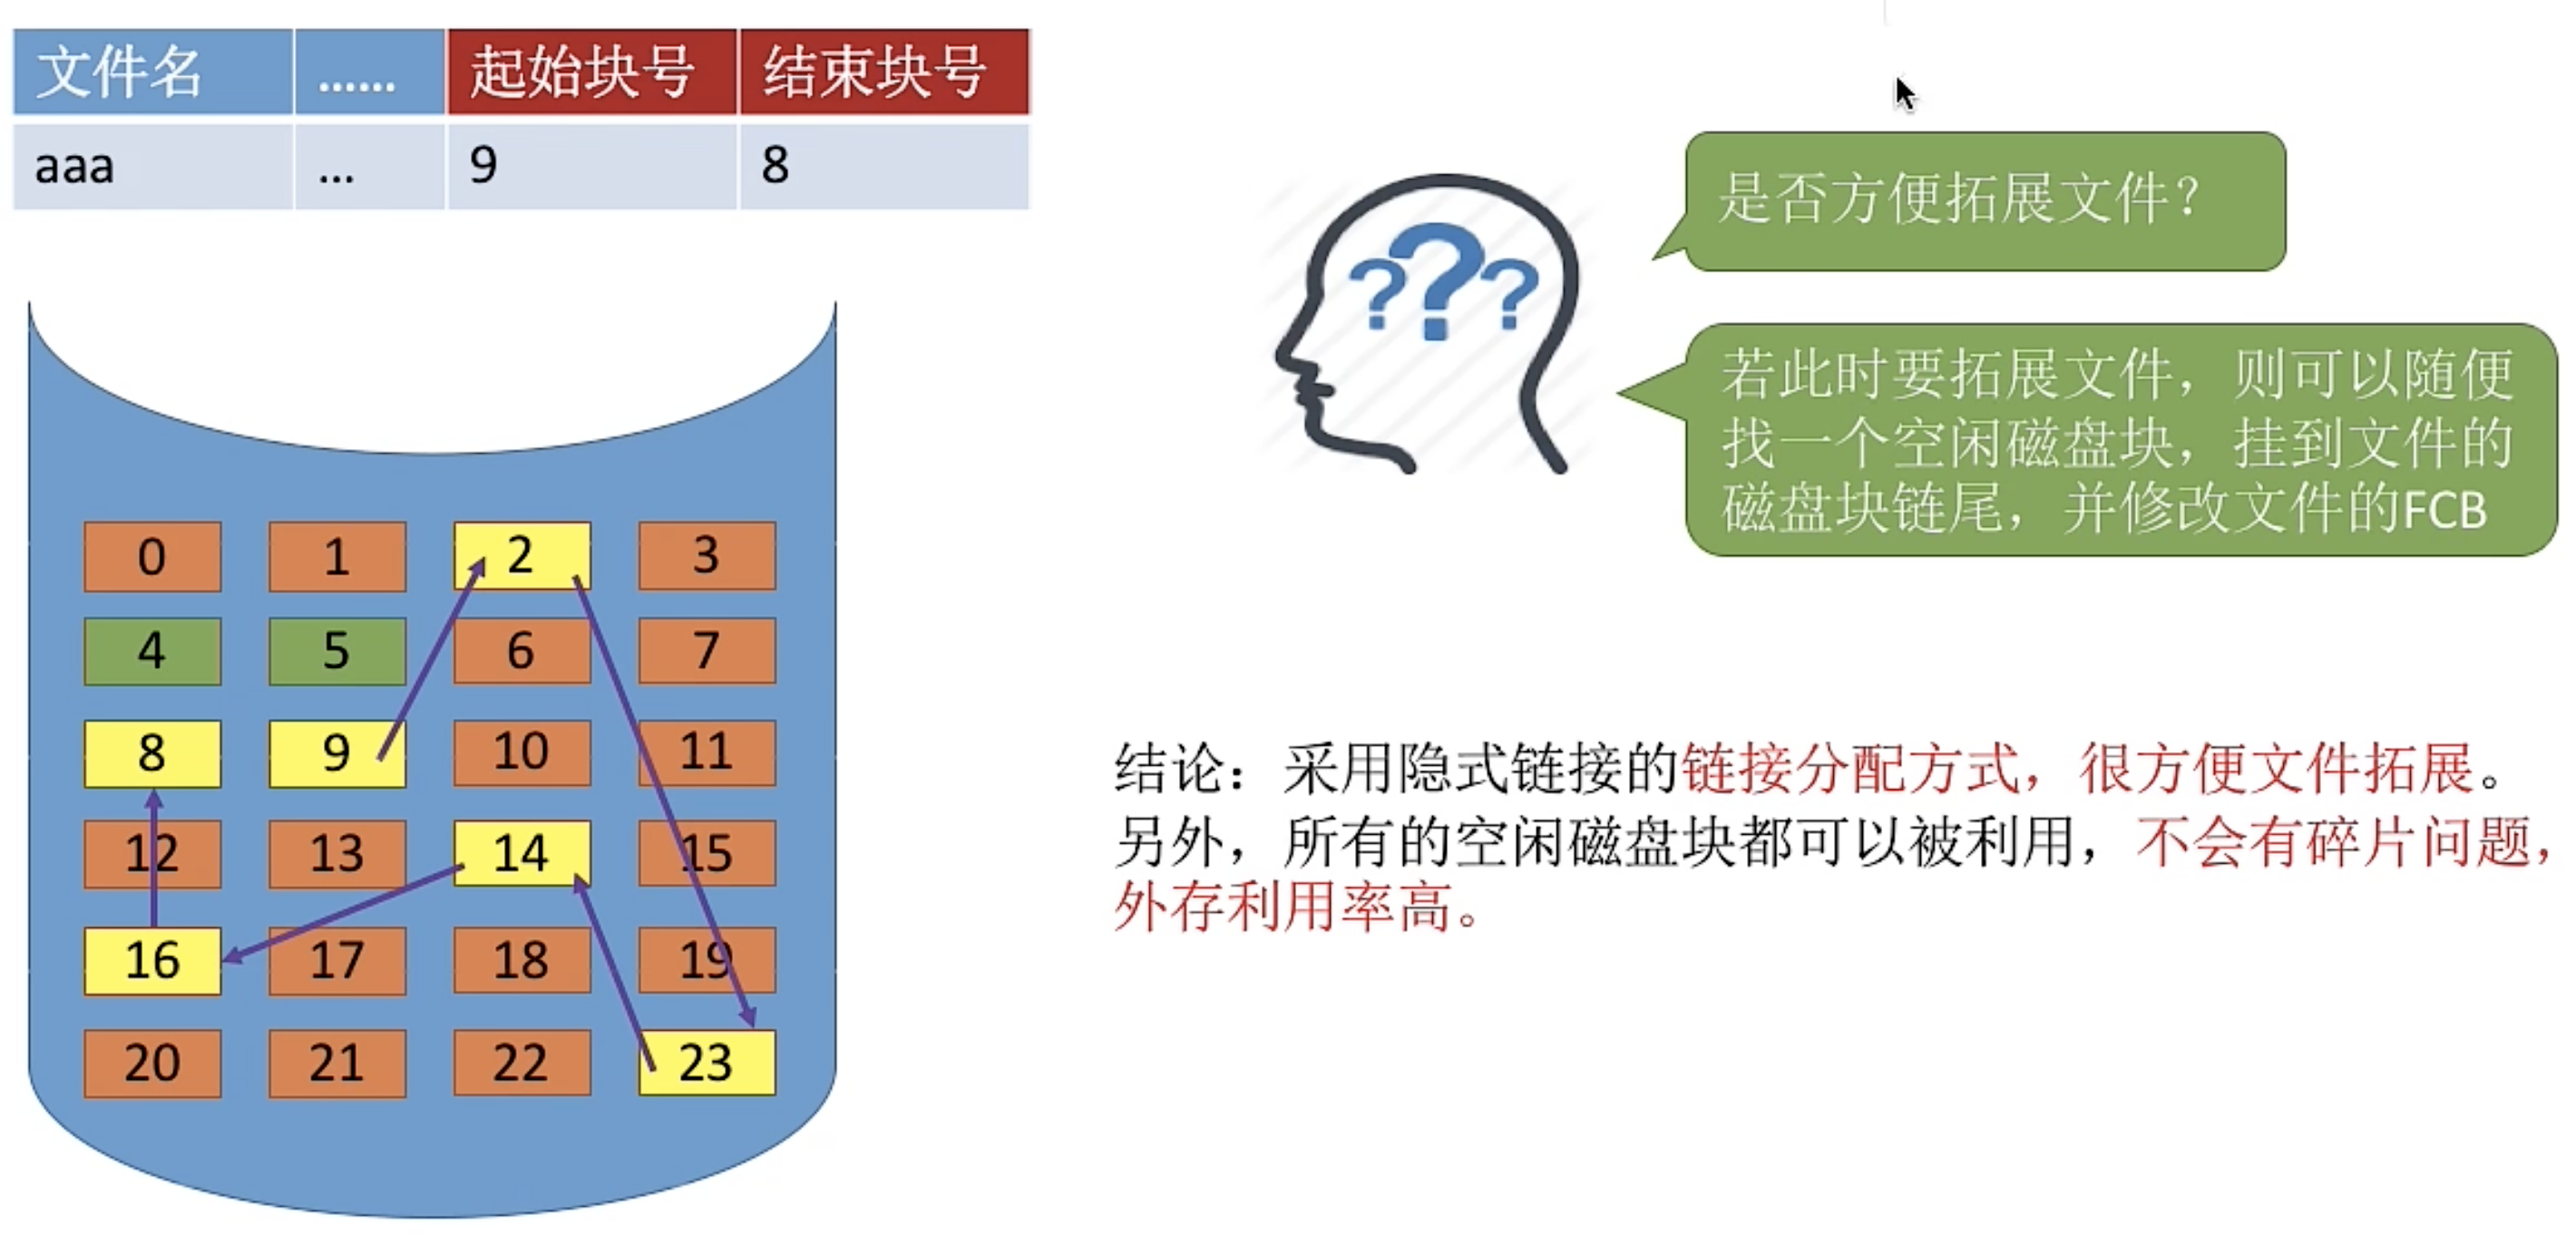 文件名 …… 起始块号 结束块号
aaa ... 9 8
是否方便拓展文件？
???
若此时要拓展文件，则可以随便
找一个空闲磁盘块，挂到文件的
磁盘块链尾，并修改文件的FCB
0 1 2 3
4 5 6 7
8 9 10 11
12 13 14 15
16 17 18 19
20 21 22 23
结论：采用隐式链接的链接分配方式，很方便文件拓展。
另外，所有的空闲磁盘块都可以被利用，不会有碎片问题，
外存利用率高。